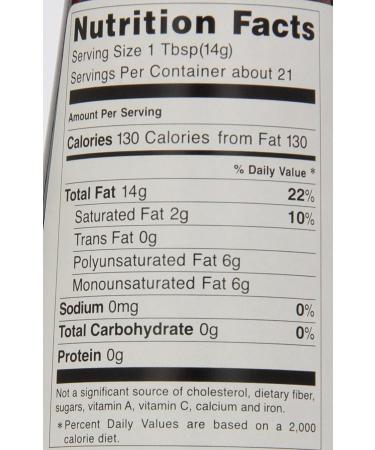 Nutrition Facts
Serving Size 1 Tbsp(14g)
Servings Per Container about 21
Amount Per Serving
Calories 130 Calories from Fat 130
% Daily Value *
Total Fat 14g 22%
Saturated Fat 2g 10%
Trans Fat 0g
Polyunsaturated Fat 6g
Monounsaturated Fat 6g
Sodium 0mg 0%
Total Carbohydrate 0g 0%
Protein 0g
Not a significant source of cholesterol, dietary fiber,
sugars, vitamin A, vitamin C, calcium and iron.
*Percent Daily Values are based on a 2,000
calorie diet.